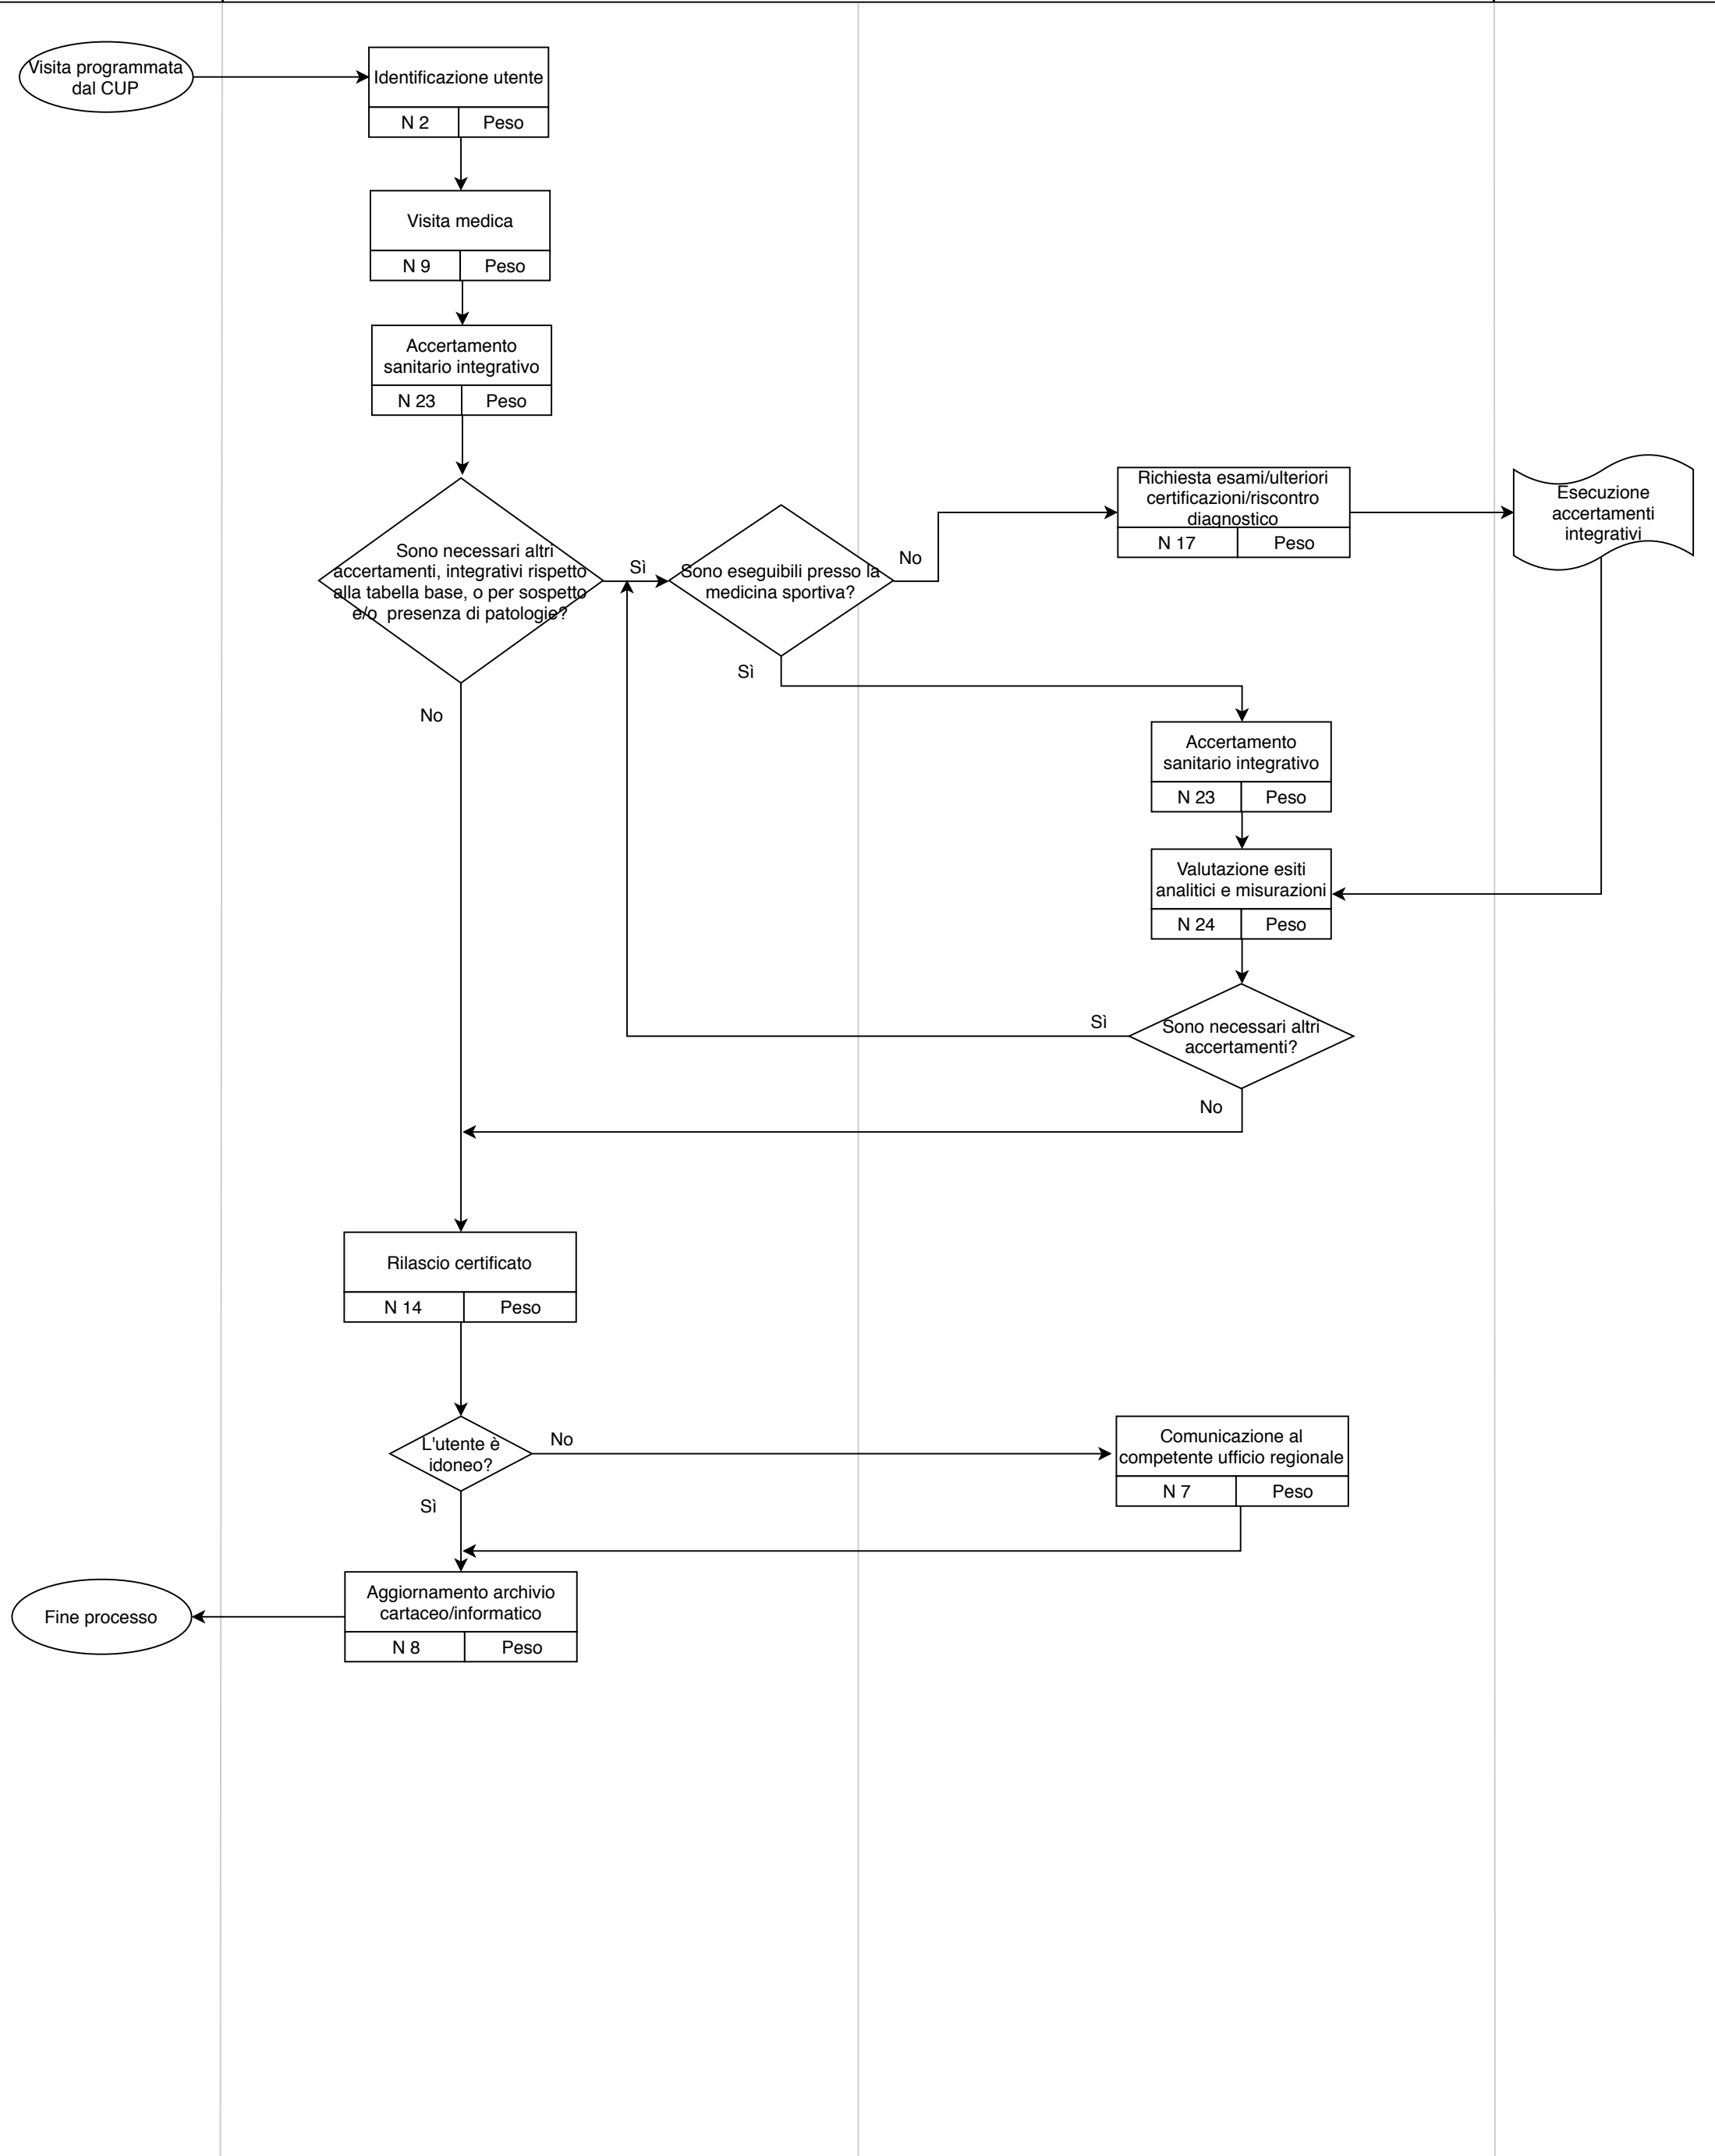 Visita programmata
dal CUP
Identificazione utente
N 2
Peso
Visita medica
N 9
Peso
Accertamento
sanitario integrativo
N 23
Peso
Sono necessari altri
accertamenti, integrativi rispetto
alla tabella base, o per sospetto
e/o  presenza di patologie?
Sì
No
Sono eseguibili presso la
medicina sportiva?
No
Sì
Richiesta esami/ulteriori
certificazioni/riscontro
diagnostico
N 17
Peso
Esecuzione
accertamenti
integrativi
Accertamento
sanitario integrativo
N 23
Peso
Valutazione esiti
analitici e misurazioni
N 24
Peso
Sono necessari altri
accertamenti?
Sì
No
Rilascio certificato
N 14
Peso
L'utente è
idoneo?
No
Sì
Comunicazione al
competente ufficio regionale
N 7
Peso
Aggiornamento archivio
cartaceo/informatico
N 8
Peso
Fine processo